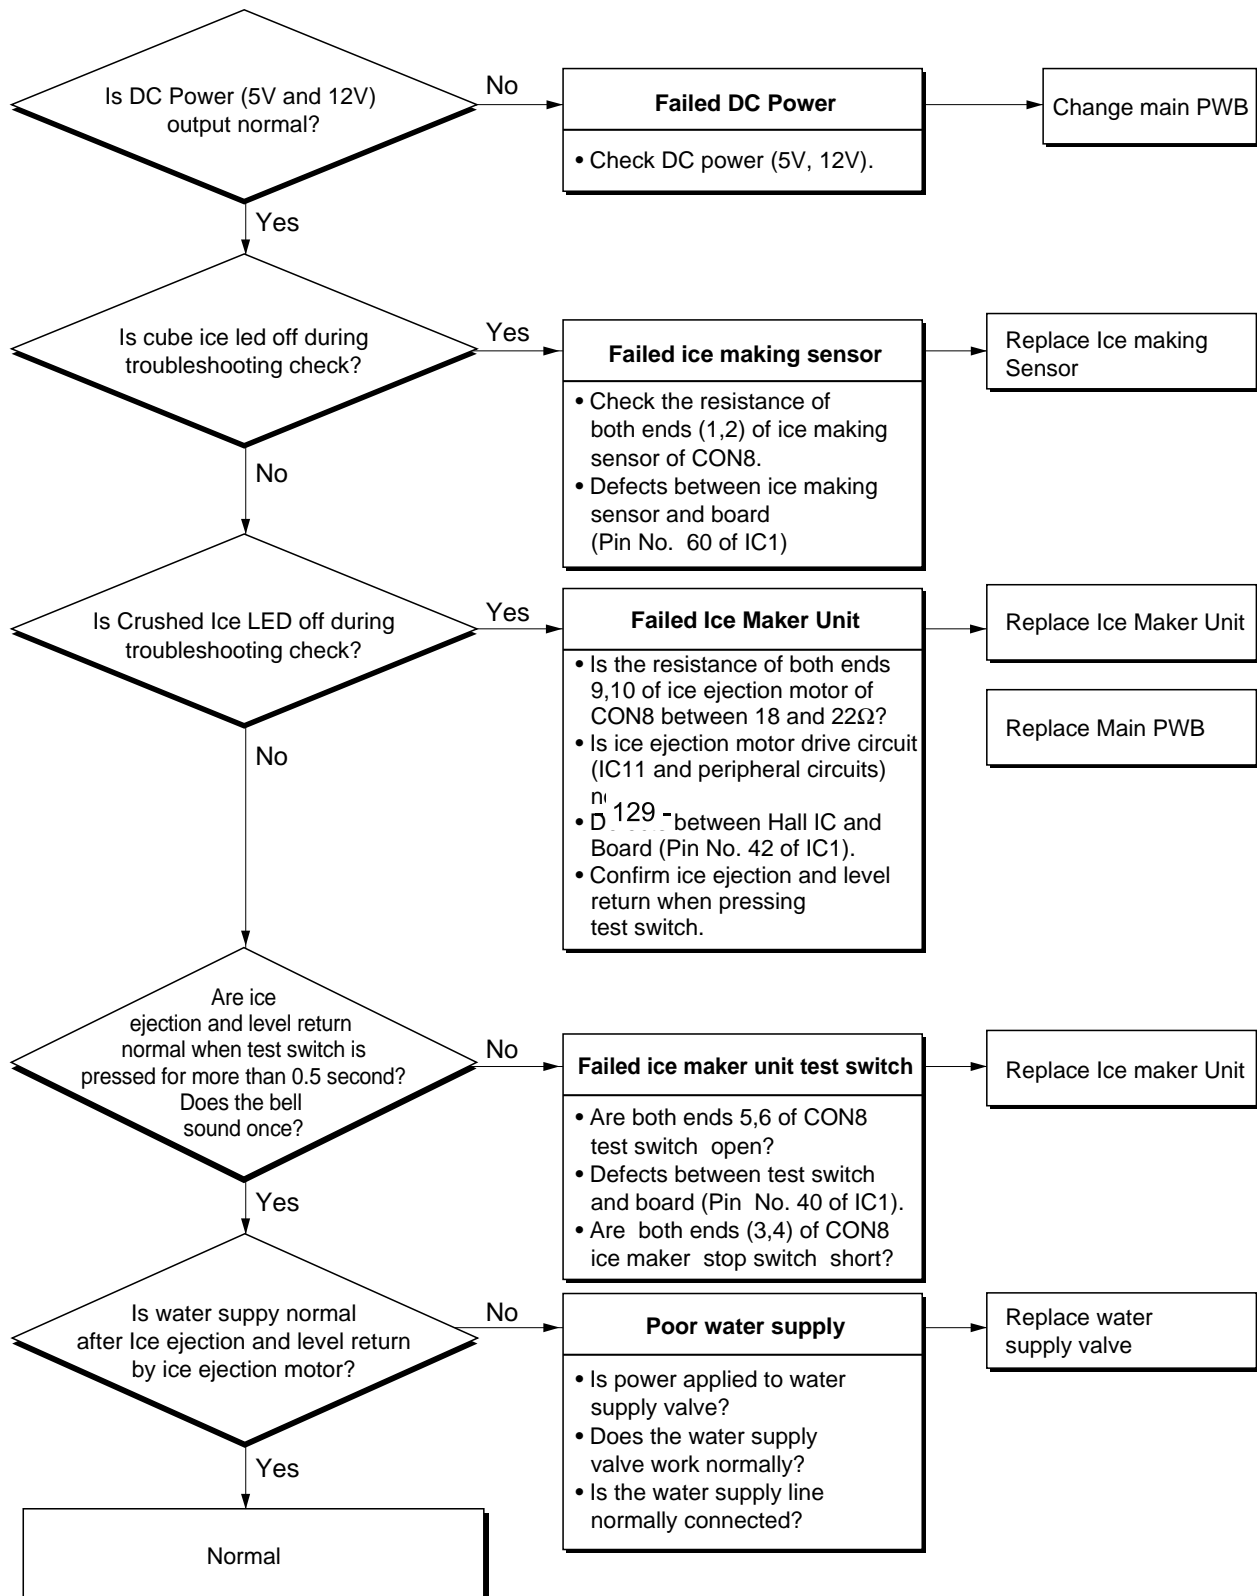 Is DC Power (5V and 12V)
output normal?
No
Failed DC Power
• Check DC power (5V, 12V).
Change main PWB
Yes
Is cube ice led off during
troubleshooting check?
Yes
Failed ice making sensor
• Check the resistance of
both ends (1,2) of ice making
sensor of CON8.
• Defects between ice making
sensor and board
(Pin No. 60 of IC1)
Replace Ice making
Sensor
No
Is Crushed Ice LED off during
troubleshooting check?
Yes
Failed Ice Maker Unit
• Is the resistance of both ends
9,10 of ice ejection motor of
CON8 between 18 and 22Ω?
• Is ice ejection motor drive circuit
(IC11 and peripheral circuits)
- 129 -
• between Hall IC and
Board (Pin No. 42 of IC1).
• Confirm ice ejection and level
return when pressing
test switch.
Replace Ice Maker Unit
Replace Main PWB
No
Are ice
ejection and level return
normal when test switch is
pressed for more than 0.5 second?
Does the bell
sound once?
No
Failed ice maker unit test switch
• Are both ends 5,6 of CON8
test switch open?
• Defects between test switch
and board (Pin No. 40 of IC1).
• Are both ends (3,4) of CON8
ice maker stop switch short?
Replace Ice maker Unit
Yes
Is water suppy normal
after Ice ejection and level return
by ice ejection motor?
No
Poor water supply
• Is power applied to water
supply valve?
• Does the water supply
valve work normally?
• Is the water supply line
normally connected?
Replace water
supply valve
Yes
Normal